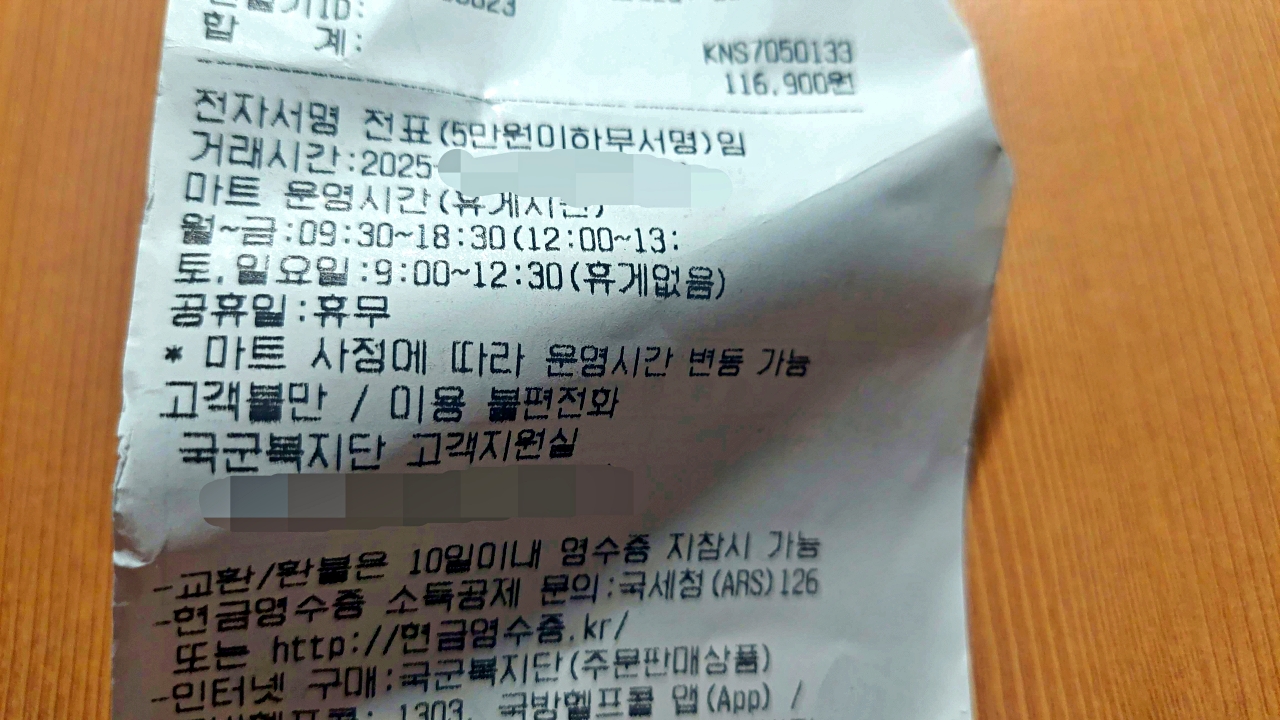 합 계:
KNS7050133
116,900원
전자서명 전표(5만원이하무서명)임
거래시간:2025-
마트 운영시간(휴게시간)
월~금:09:30~18:30(12:00~13:
토,일요일:9:00~12:30(휴게없음)
공휴일:휴무
* 마트 사정에 따라 운영시간 변동 가능
고객불만 / 이용 불편전화
국군복지단 고객지원실
-교환/환불은 10일이내 영수증 지참시 가능
-현금영수증 소득공제 문의:국세청(ARS)126
또는 http://현금영수증.kr/
-인터넷 구매:국군복지단(주문판매상품)
1303, 국방헬프콜 앱(App) /